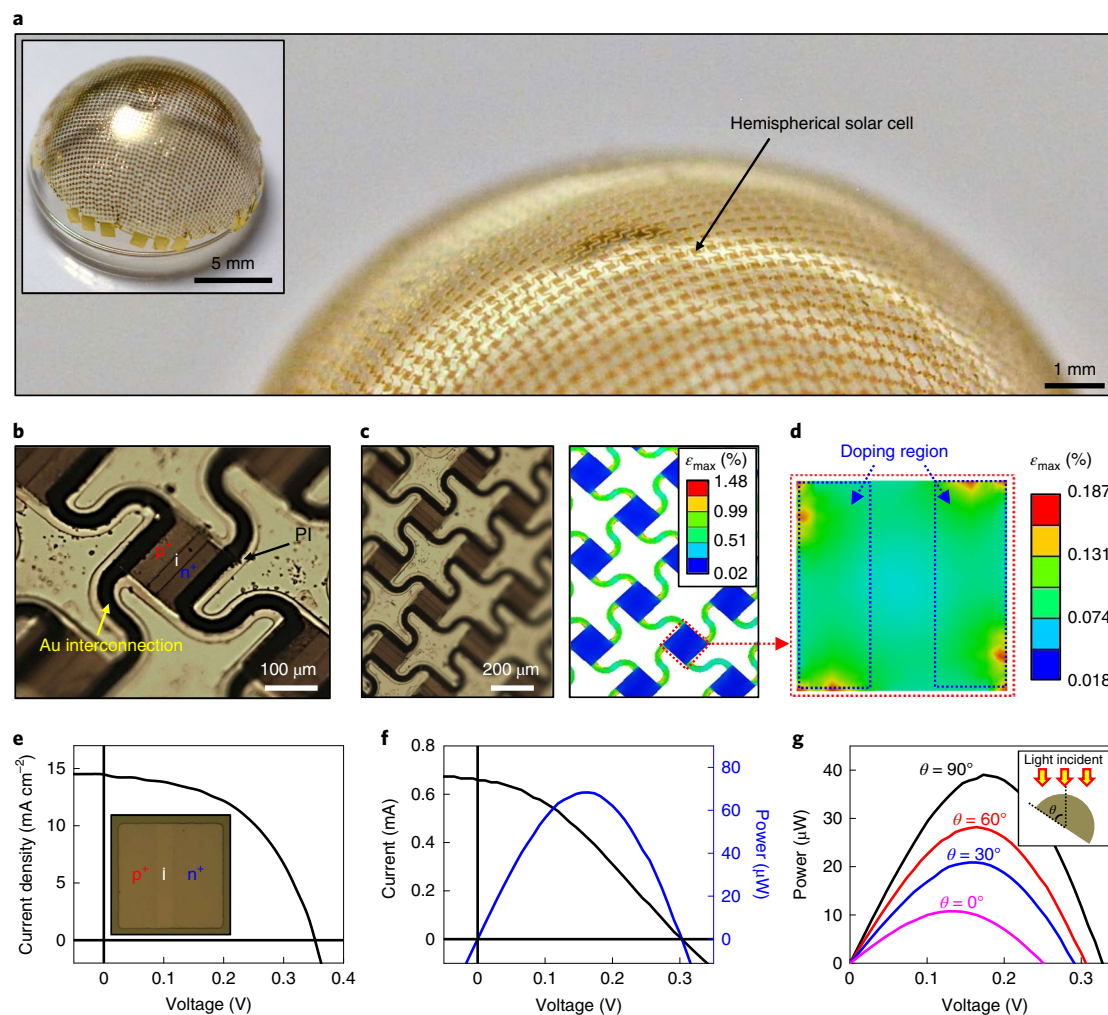 a
5 mm
Hemispherical solar cell
1 mm
b
p⁺
i
n⁺
PI
Au interconnection
100 μm
c
200 μm
εmax (%)
1.48
0.99
0.51
0.02
d
Doping region
εmax (%)
0.187
0.131
0.074
0.018
e
Current density (mA cm⁻²)
15
10
5
0
0 0.1 0.2 0.3 0.4
Voltage (V)
p⁺ i n⁺
f
Current (mA)
0.8
0.6
0.4
0.2
0
0 0.1 0.2 0.3
Voltage (V)
80
60
40
20
0
Power (μW)
g
Power (μW)
40
30
20
10
0
0 0.1 0.2 0.3
Voltage (V)
θ = 90°
θ = 60°
θ = 30°
θ = 0°
Light incident
θ